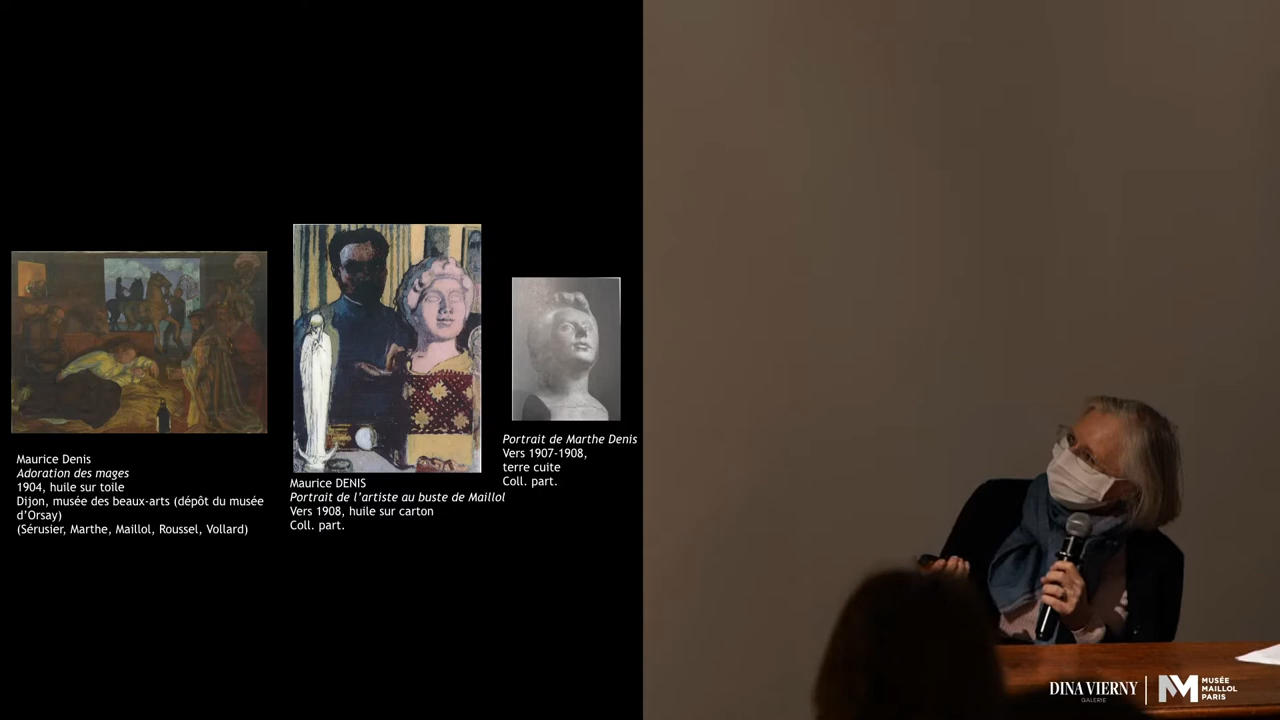 Maurice Denis
Adoration des mages
1904, huile sur toile
Dijon, musée des beaux-arts (dépôt du musée
d'Orsay)
(Sérusier, Marthe, Maillol, Roussel, Vollard)
Maurice DENIS
Portrait de l'artiste au buste de Maillol
Vers 1908, huile sur carton
Coll. part.
Portrait de Marthe Denis
Vers 1907-1908,
terre cuite
Coll. part.
DINA VIERNY
GALERIE
MUSÉE
MAILLOL
PARIS